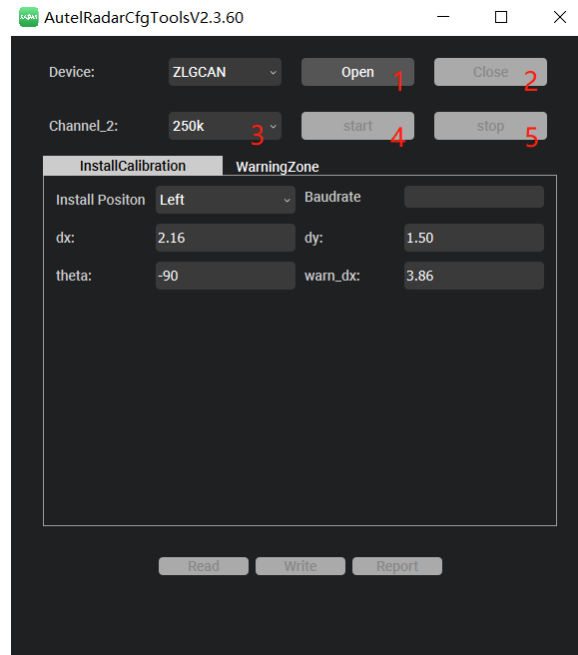 RADAR AutelRadarCfgToolsV2.3.60
Device: ZLGCAN Open 1 Close 2
Channel_2: 250k 3 start 4 stop 5
InstallCalibration WarningZone
Install Positon Left Baudrate
dx: 2.16 dy: 1.50
theta: -90 warn_dx: 3.86
Read Write Report